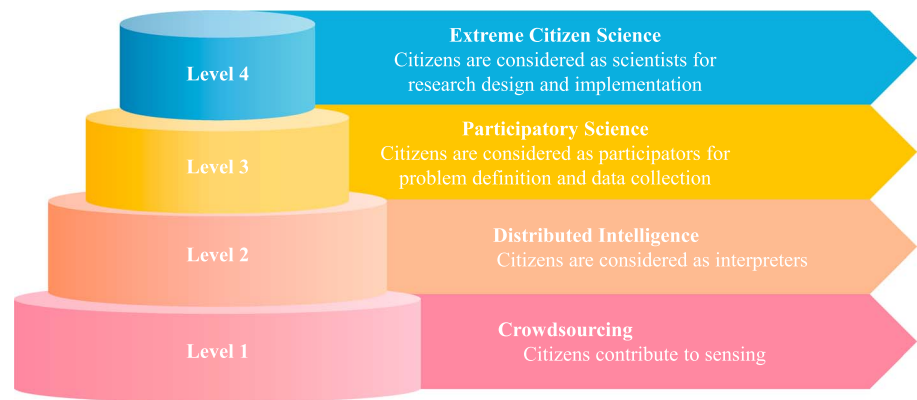 Level 4
Extreme Citizen Science
Citizens are considered as scientists for
research design and implementation
Level 3
Participatory Science
Citizens are considered as participators for
problem definition and data collection
Level 2
Distributed Intelligence
Citizens are considered as interpreters
Level 1
Crowdsourcing
Citizens contribute to sensing